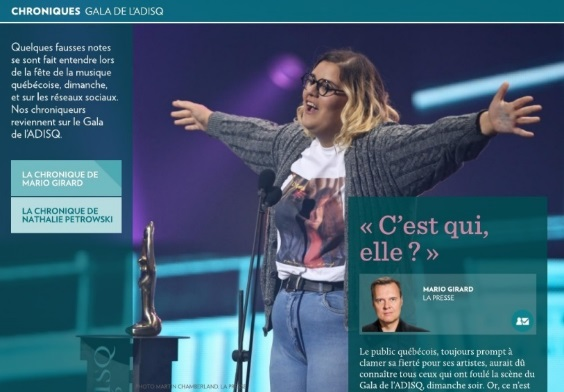 CHRONIQUES GALA DE L'ADISQ
Quelques fausses notes
se sont fait entendre lors
de la fête de la musique
québécoise, dimanche,
et sur les réseaux sociaux.
Nos chroniqueurs
reviennent sur le Gala
de l'ADISQ.
LA CHRONIQUE DE
MARIO GIRARD
LA CHRONIQUE DE
NATHALIE PETROWSKI
« C'est qui,
elle ? »
MARIO GIRARD
LA PRESSE
Le public québécois, toujours prompt à
clamer sa fierté pour ses artistes, aurait dû
connaître tous ceux qui ont foulé la scène du
Gala de l'ADISQ, dimanche soir. Or, ce n'est
ADISQ
PHOTO MARTIN CHAMBERLAND, LA PRESSE